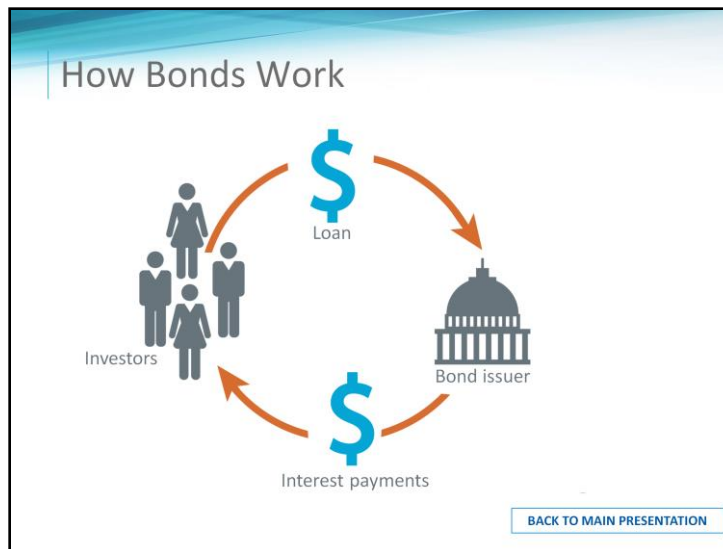 How Bonds Work
$
Loan
Investors
Bond issuer
$
Interest payments
BACK TO MAIN PRESENTATION